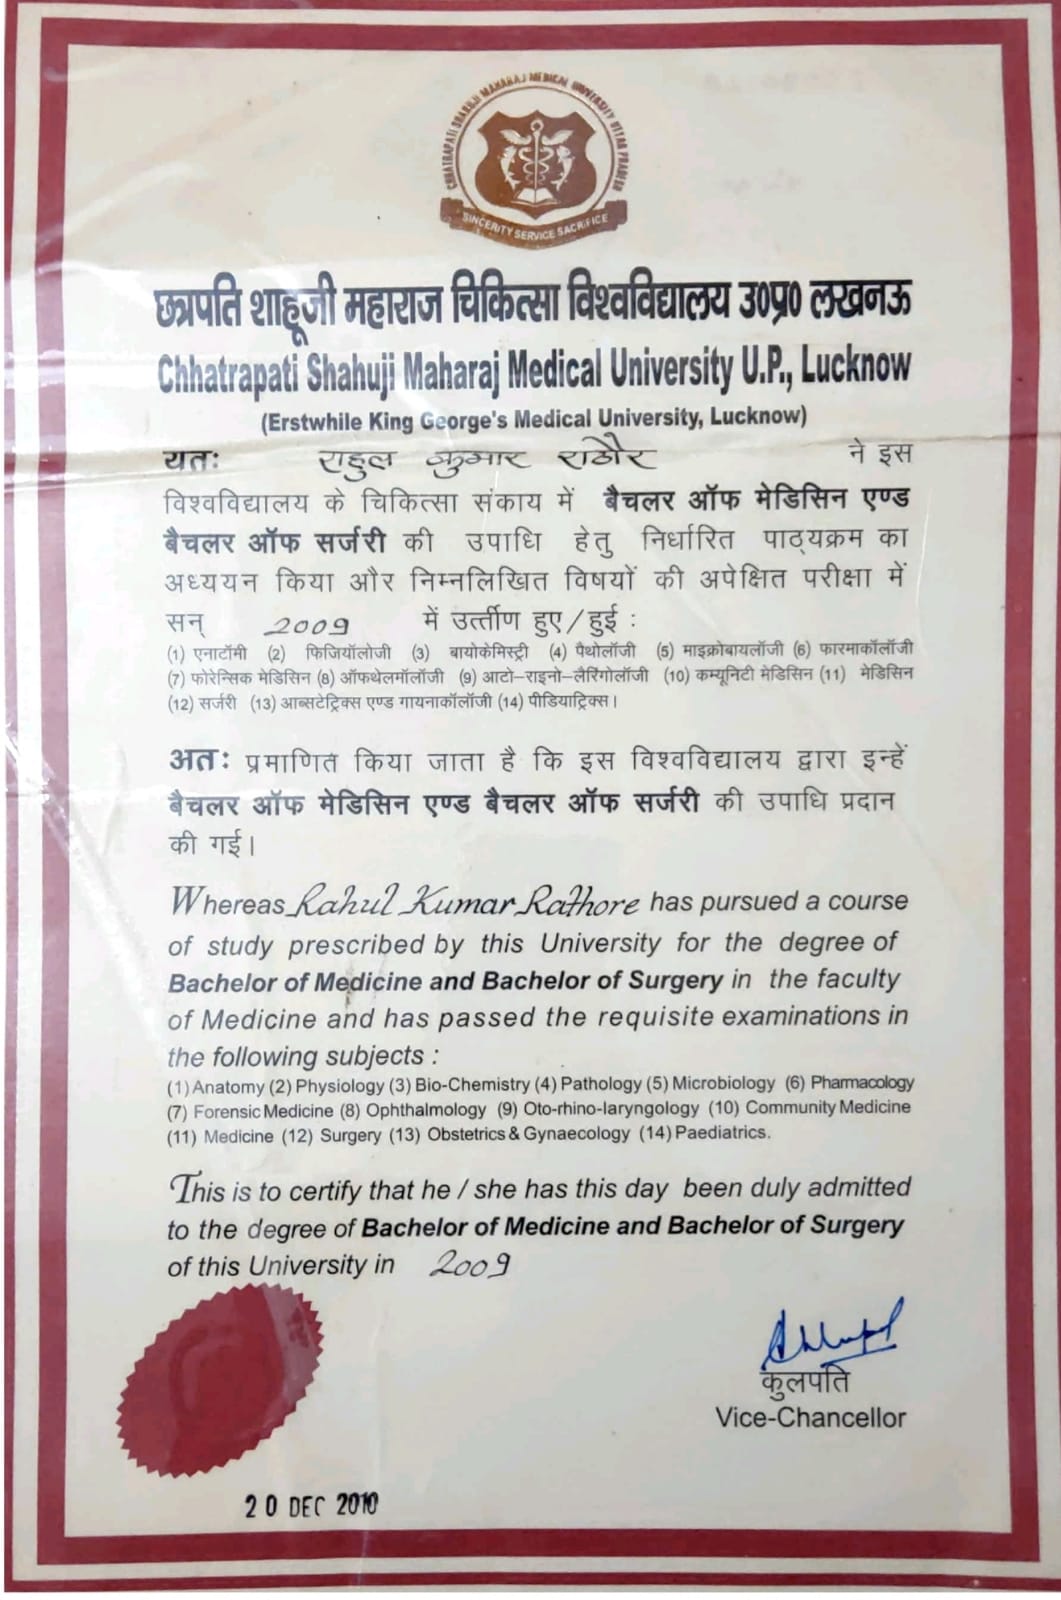 CHHATRAPATI SHAHUJI MAHARAJ MEDICAL UNIVERSITY UTTAR PRADESH
SINCERITY SERVICE SACRIFICE
छत्रपति शाहूजी महाराज चिकित्सा विश्वविद्यालय उ०प्र० लखनऊ
Chhatrapati Shahuji Maharaj Medical University U.P., Lucknow
(Erstwhile King George's Medical University, Lucknow)
यतः राहुल कुमार राठौर ने इस
विश्वविद्यालय के चिकित्सा संकाय में बैचलर ऑफ मेडिसिन एण्ड
बैचलर ऑफ सर्जरी की उपाधि हेतु निर्धारित पाठ्यक्रम का
अध्ययन किया और निम्नलिखित विषयों की अपेक्षित परीक्षा में
सन् 2009 में उर्त्तीण हुए/हुई :
(1) एनाटॉमी (2) फिजियॉलोजी (3) बायोकेमिस्ट्री (4) पैथोलॉजी (5) माइक्रोबायलॉजी (6) फारमाकॉलॉजी
(7) फोरेन्सिक मेडिसिन (8) ऑफथेलमॉलॉजी (9) आटो-राइनो-लैरिंगोलॉजी (10) कम्यूनिटी मेडिसिन (11) मेडिसिन
(12) सर्जरी (13) आब्सटेट्रिक्स एण्ड गायनाकॉलॉजी (14) पीडियाट्रिक्स।
अतः प्रमाणित किया जाता है कि इस विश्वविद्यालय द्वारा इन्हें
बैचलर ऑफ मेडिसिन एण्ड बैचलर ऑफ सर्जरी की उपाधि प्रदान
की गई।
Whereas Rahul Kumar Rathore has pursued a course
of study prescribed by this University for the degree of
Bachelor of Medicine and Bachelor of Surgery in the faculty
of Medicine and has passed the requisite examinations in
the following subjects :
(1) Anatomy (2) Physiology (3) Bio-Chemistry (4) Pathology (5) Microbiology (6) Pharmacology
(7) Forensic Medicine (8) Ophthalmology (9) Oto-rhino-laryngology (10) Community Medicine
(11) Medicine (12) Surgery (13) Obstetrics & Gynaecology (14) Paediatrics.
This is to certify that he / she has this day been duly admitted
to the degree of Bachelor of Medicine and Bachelor of Surgery
of this University in 2009
कुलपति
Vice-Chancellor
20 DEC 2010